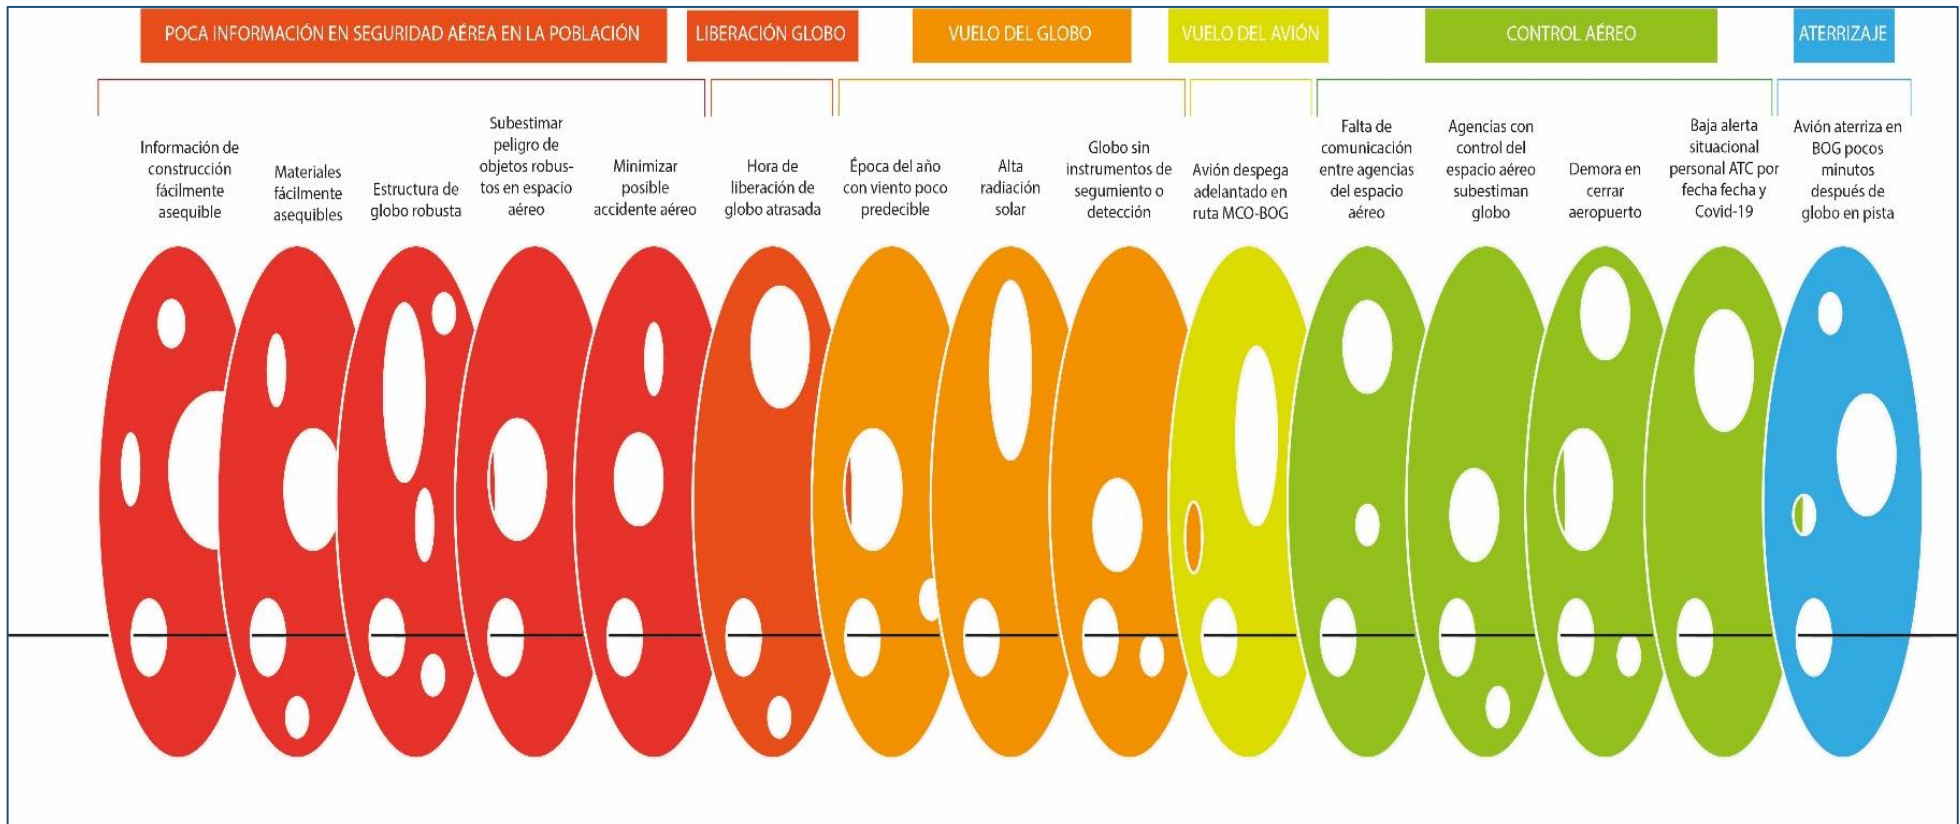 POCA INFORMACIÓN EN SEGURIDAD AÉREA EN LA POBLACIÓN
LIBERACIÓN GLOBO
VUELO DEL GLOBO
VUELO DEL AVIÓN
CONTROL AÉREO
ATERRIZAJE
Información de
construcción
fácilmente
asequible
Materiales
fácilmente
asequibles
Estructura de
globo robusta
Subestimar
peligro de
objetos robus-
tos en espacio
aéreo
Minimizar
posible
accidente aéreo
Hora de
liberación de
globo atrasada
Época del año
con viento poco
predecible
Alta
radiación
solar
Globo sin
instrumentos de
segumiento o
detección
Avión despega
adelantado en
ruta MCO-BOG
Falta de
comunicación
entre agencias
del espacio
aéreo
Agencias con
control del
espacio aéreo
subestiman
globo
Demora en
cerrar
aeropuerto
Baja alerta
situacional
personal ATC por
fecha fecha y
Covid-19
Avión aterriza en
BOG pocos
minutos
después de
globo en pista